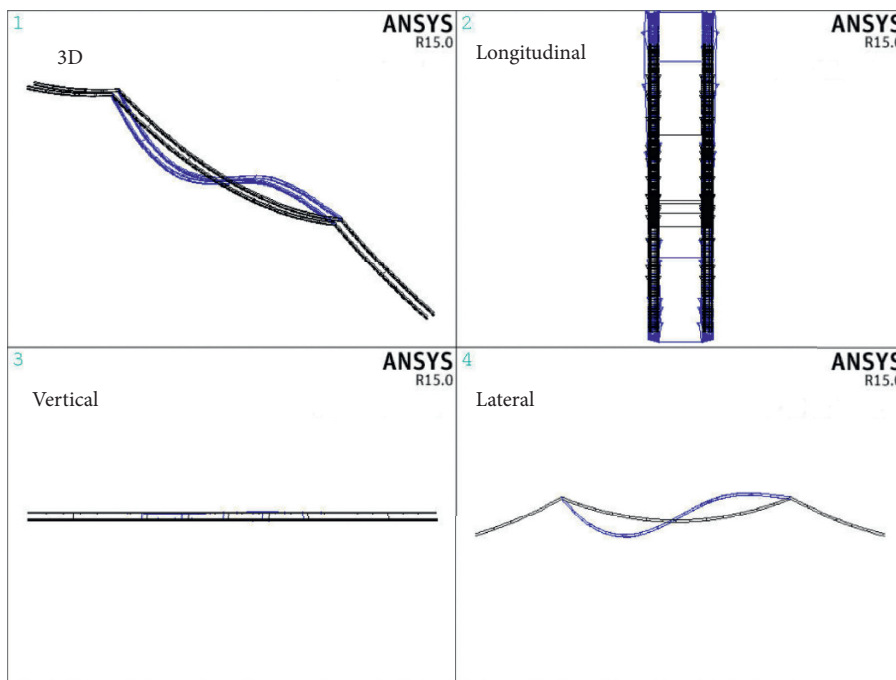 1
ANSYS
R15.0
3D
2
ANSYS
R15.0
Longitudinal
3
ANSYS
R15.0
Vertical
4
ANSYS
R15.0
Lateral